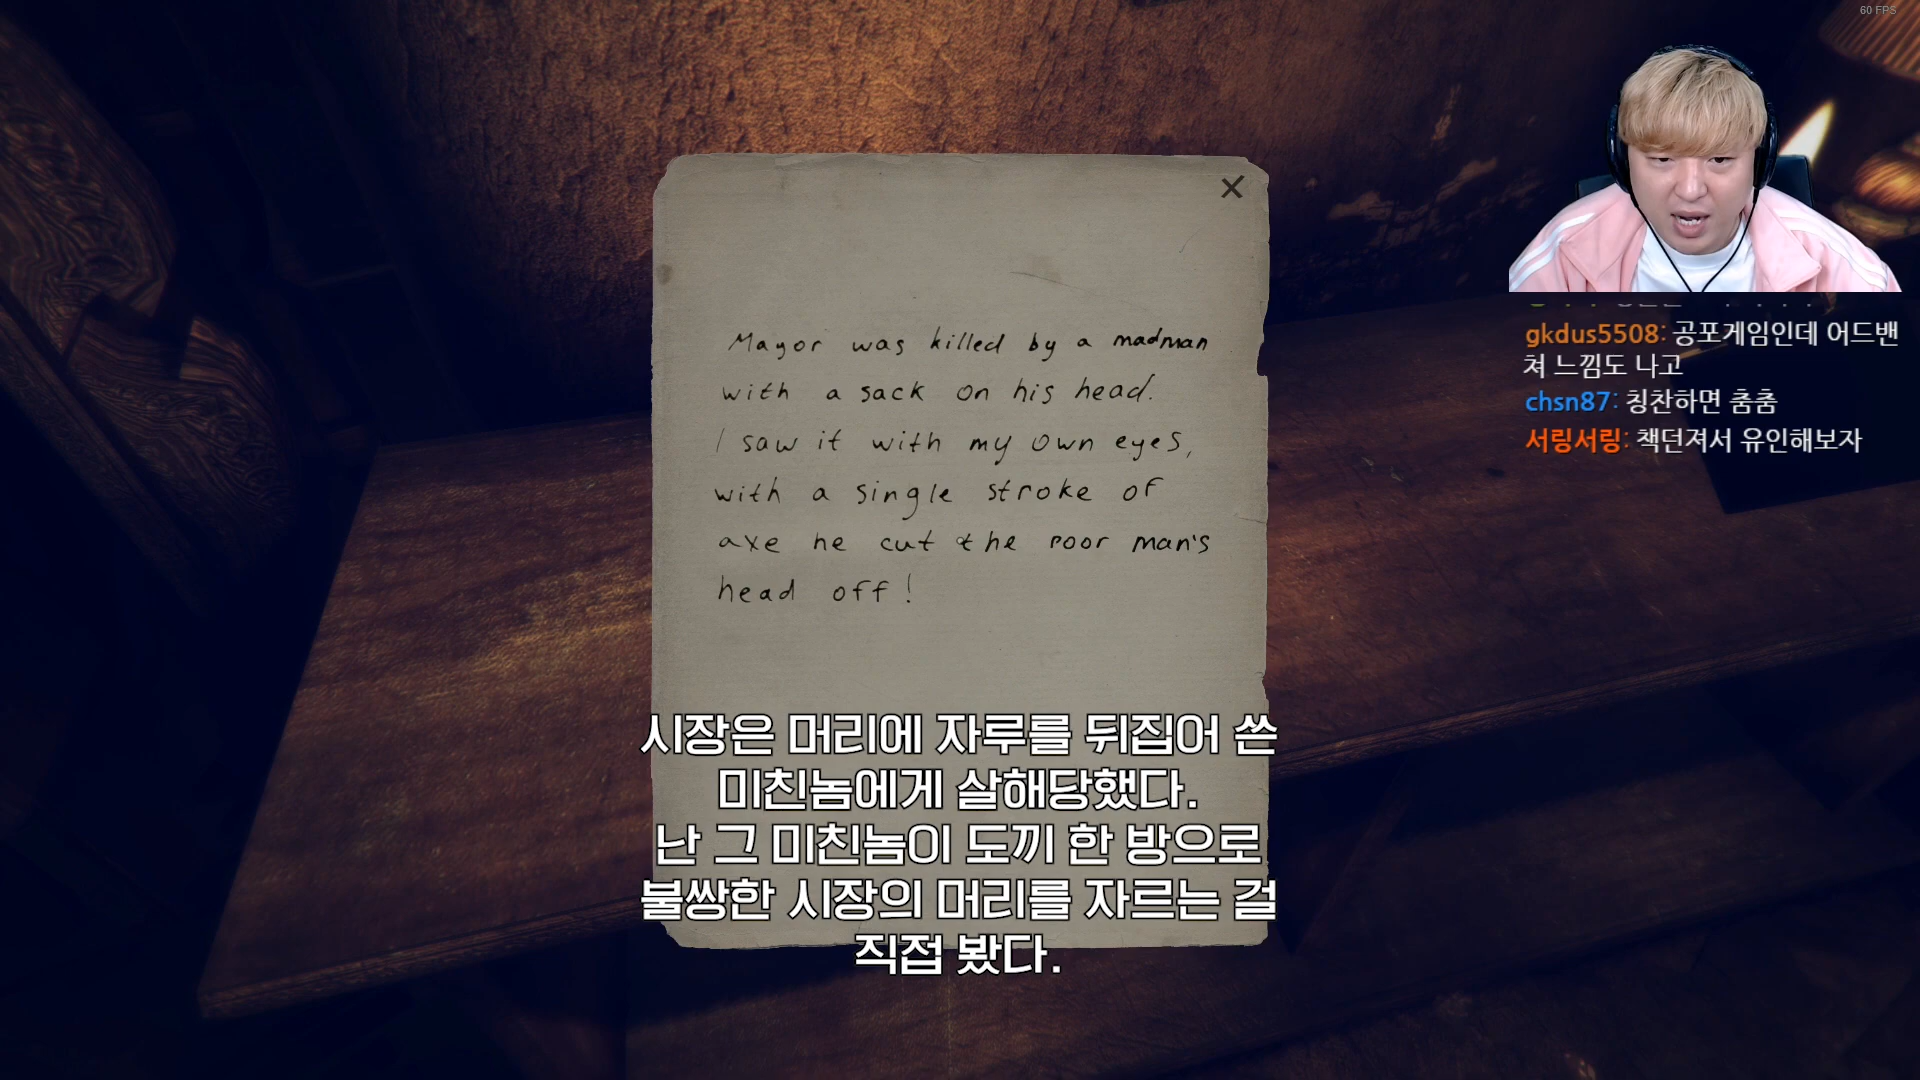 60 FPS
Mayor was killed by a madman
with a sack on his head.
I saw it with my own eyes,
with a single stroke of
axe he cut the poor man's
head off!
시장은 머리에 자루를 뒤집어 쓴
미친놈에게 살해당했다.
난 그 미친놈이 도끼 한 방으로
불쌍한 시장의 머리를 자르는 걸
직접 봤다.
gkdus5508: 공포게임인데 어드밴
쳐 느낌도 나고
chsn87: 칭찬하면 춤춤
서링서링: 책던져서 유인해보자